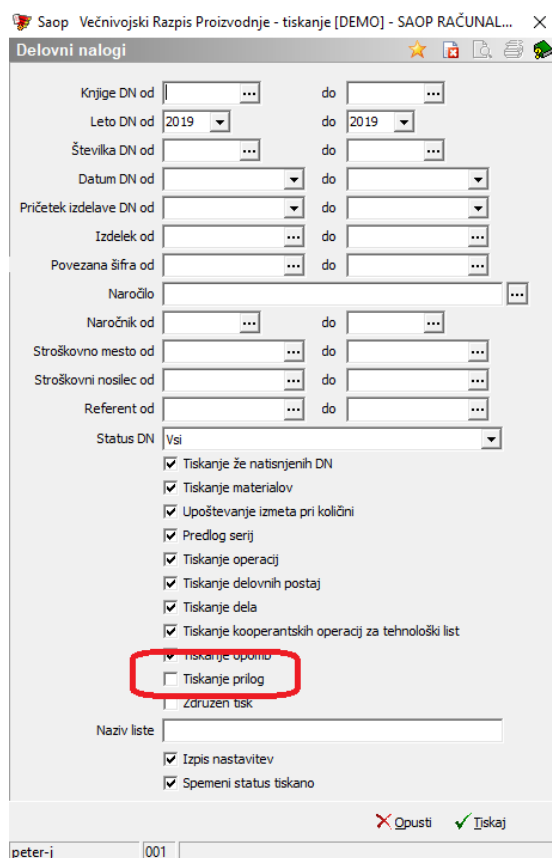 Saop Večnivojski Razpis Proizvodnje - tiskanje [DEMO] - SAOP RAČUNAL...
Delovni nalogi
Knjige DN od do
Leto DN od 2019 do 2019
Številka DN od do
Datum DN od do
Pričetek izdelave DN od do
Izdelek od do
Povezana šifra od do
Naročilo
Naročnik od do
Stroškovno mesto od do
Stroškovni nosilec od do
Referent od do
Status DN Vsi
Tiskanje že natisnjenih DN
Tiskanje materialov
Upoštevanje izmeta pri količini
Predlog serij
Tiskanje operacij
Tiskanje delovnih postaj
Tiskanje dela
Tiskanje kooperantskih operacij za tehnološki list
Tiskanje opomb
Tiskanje prilog
Združen tisk
Naziv liste
Izpis nastavitev
Spremeni status tiskano
Opusti Tiskaj
peter-j 001